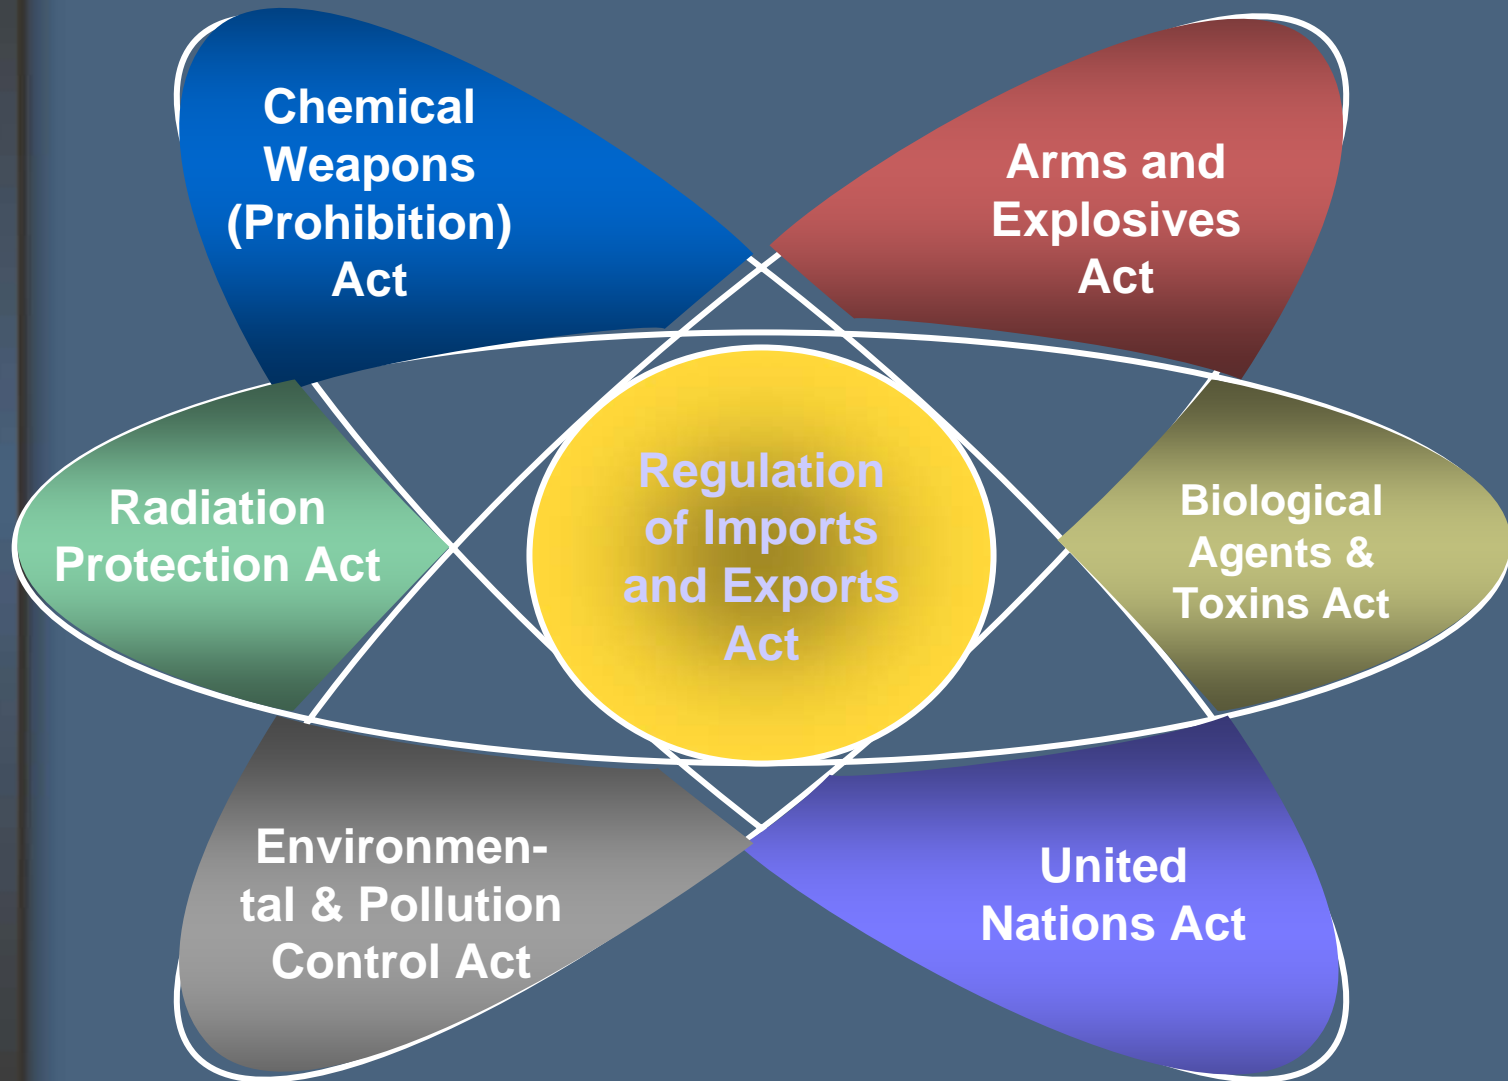 Chemical
Weapons
(Prohibition)
Act
Arms and
Explosives
Act
Radiation
Protection Act
Regulation
of Imports
and Exports
Act
Biological
Agents &
Toxins Act
Environmen-
tal & Pollution
Control Act
United
Nations Act